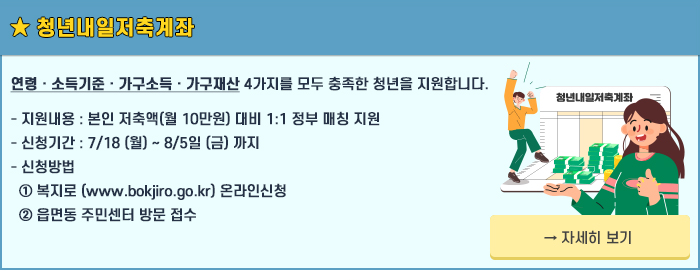 ★ 청년내일저축계좌
연령 · 소득기준 · 가구소득 · 가구재산 4가지를 모두 충족한 청년을 지원합니다.
청년내일저축계좌
- 지원내용 : 본인 저축액(월 10만원) 대비 1:1 정부 매칭 지원
- 신청기간 : 7/18 (월) ~ 8/5일 (금) 까지
- 신청방법
① 복지로 (www.bokjiro.go.kr) 온라인신청
② 읍면동 주민센터 방문 접수
→ 자세히 보기